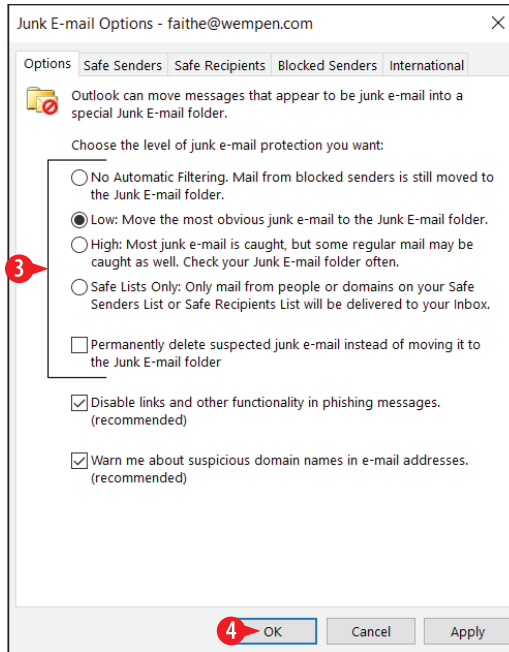 Junk E-mail Options - faithe@wempen.com
Options Safe Senders Safe Recipients Blocked Senders International
Outlook can move messages that appear to be junk e-mail into a
special Junk E-mail folder.
Choose the level of junk e-mail protection you want:
No Automatic Filtering. Mail from blocked senders is still moved to
the Junk E-mail folder.
Low: Move the most obvious junk e-mail to the Junk E-mail folder.
High: Most junk e-mail is caught, but some regular mail may be
caught as well. Check your Junk E-mail folder often.
3
Safe Lists Only: Only mail from people or domains on your Safe
Senders List or Safe Recipients List will be delivered to your Inbox.
Permanently delete suspected junk e-mail instead of moving it to
the Junk E-mail folder
Disable links and other functionality in phishing messages.
(recommended)
Warn me about suspicious domain names in e-mail addresses.
(recommended)
4 OK Cancel Apply